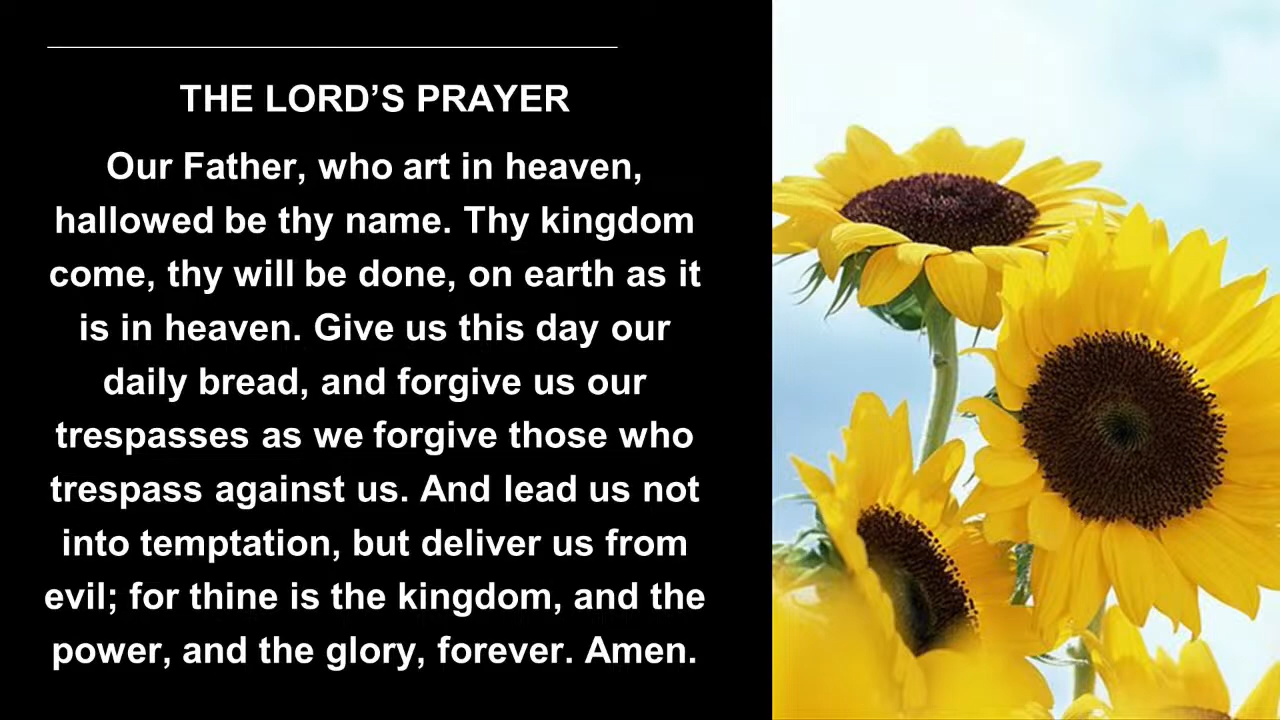 THE LORD’S PRAYER
Our Father, who art in heaven,
hallowed be thy name. Thy kingdom
come, thy will be done, on earth as it
is in heaven. Give us this day our
daily bread, and forgive us our
trespasses as we forgive those who
trespass against us. And lead us not
into temptation, but deliver us from
evil; for thine is the kingdom, and the
power, and the glory, forever. Amen.